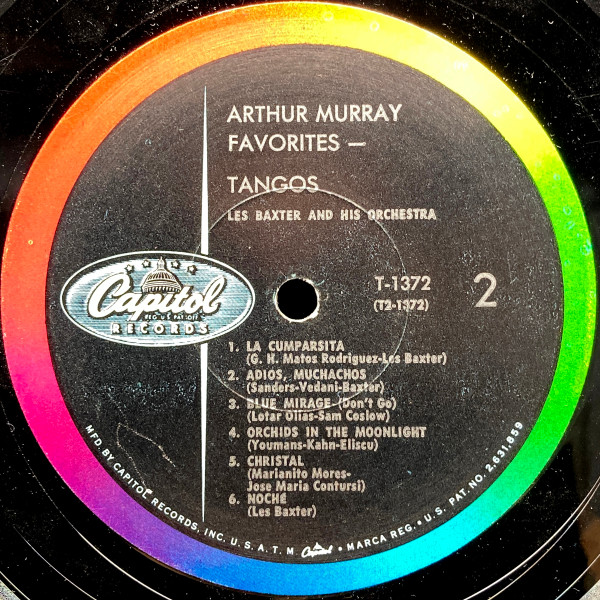 ARTHUR MURRAY
FAVORITES —
TANGOS
LES BAXTER AND HIS ORCHESTRA
Capitol
REG. U.S. PAT. OFF.
RECORDS
T-1372
(T2-1372)
2
1. LA CUMPARSITA
(G. H. Matos Rodriguez-Les Baxter)
2. ADIOS, MUCHACHOS
(Sanders-Vedani-Baxter)
3. BLUE MIRAGE (Don't Go)
(Lotar Olias-Sam Coslow)
4. ORCHIDS IN THE MOONLIGHT
(Youmans-Kahn-Eliscu)
5. CHRISTAL
(Marianito Mores-
Jose Maria Contursi)
6. NOCHÉ
(Les Baxter)
MFD. BY CAPITOL RECORDS, INC. U. S. A. T. M. Capitol • MARCA REG. • U. S. PAT. NO. 2,631,859